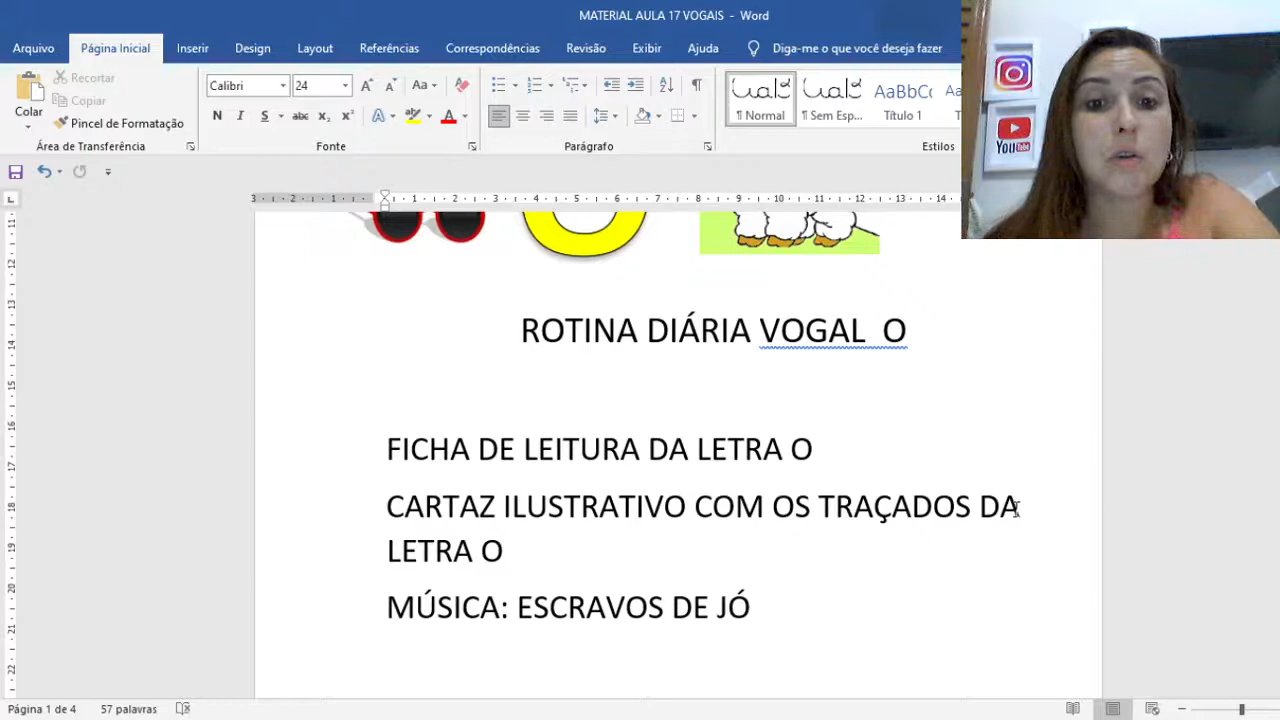 MATERIAL AULA 17 VOGAIS - Word
Arquivo Página Inicial Inserir Design Layout Referências Correspondências Revisão Exibir Ajuda Diga-me o que você deseja fazer
Colar
Recortar
Copiar
Pincel de Formatação
Área de Transferência
Calibri 24
Fonte
Parágrafo
¶ Normal ¶ Sem Esp... Título 1
Estilos
YouTube
ROTINA DIÁRIA VOGAL O
FICHA DE LEITURA DA LETRA O
CARTAZ ILUSTRATIVO COM OS TRAÇADOS DA
LETRA O
MÚSICA: ESCRAVOS DE JÓ
Página 1 de 4 57 palavras